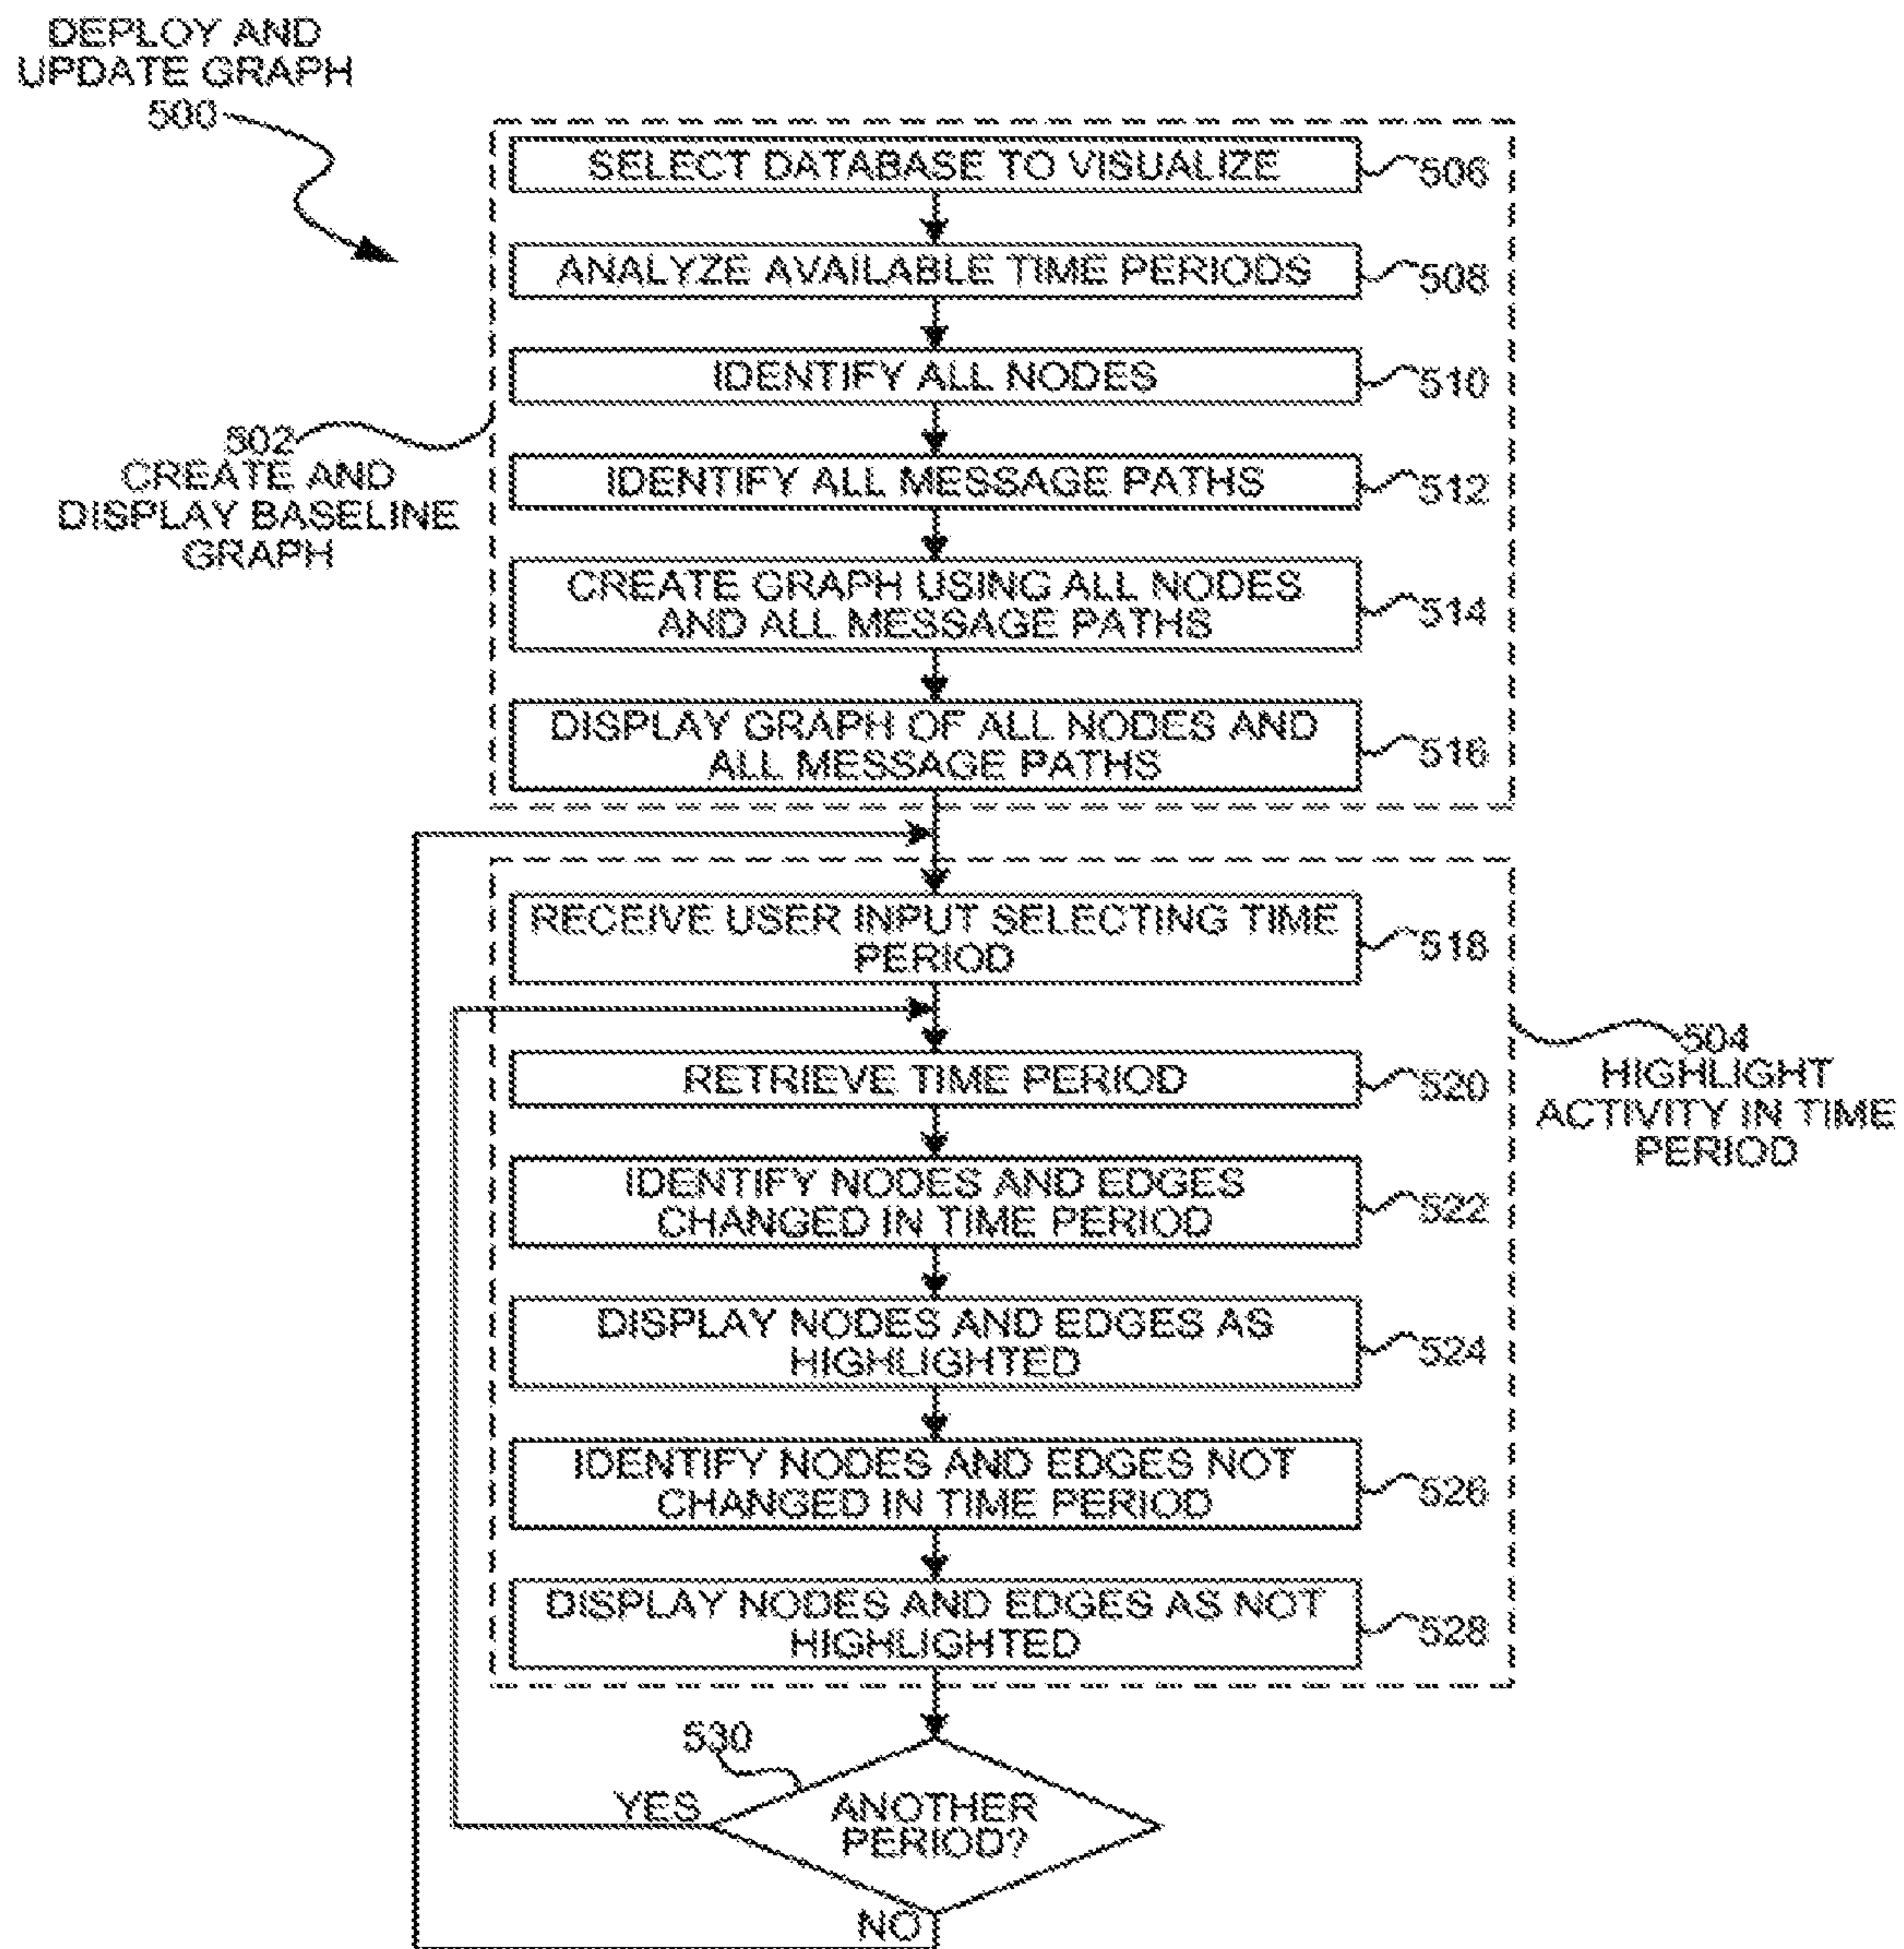 DEPLOY AND
UPDATE GRAPH
500
SELECT DATABASE TO VISUALIZE
506
ANALYZE AVAILABLE TIME PERIODS
508
IDENTIFY ALL NODES
510
502
CREATE AND
DISPLAY BASELINE
GRAPH
IDENTIFY ALL MESSAGE PATHS
512
CREATE GRAPH USING ALL NODES
AND ALL MESSAGE PATHS
514
DISPLAY GRAPH OF ALL NODES AND
ALL MESSAGE PATHS
516
RECEIVE USER INPUT SELECTING TIME
PERIOD
518
504
HIGHLIGHT
ACTIVITY IN TIME
PERIOD
RETRIEVE TIME PERIOD
520
IDENTIFY NODES AND EDGES
CHANGED IN TIME PERIOD
522
DISPLAY NODES AND EDGES AS
HIGHLIGHTED
524
IDENTIFY NODES AND EDGES NOT
CHANGED IN TIME PERIOD
526
DISPLAY NODES AND EDGES AS NOT
HIGHLIGHTED
528
530
YES
ANOTHER
PERIOD?
NO